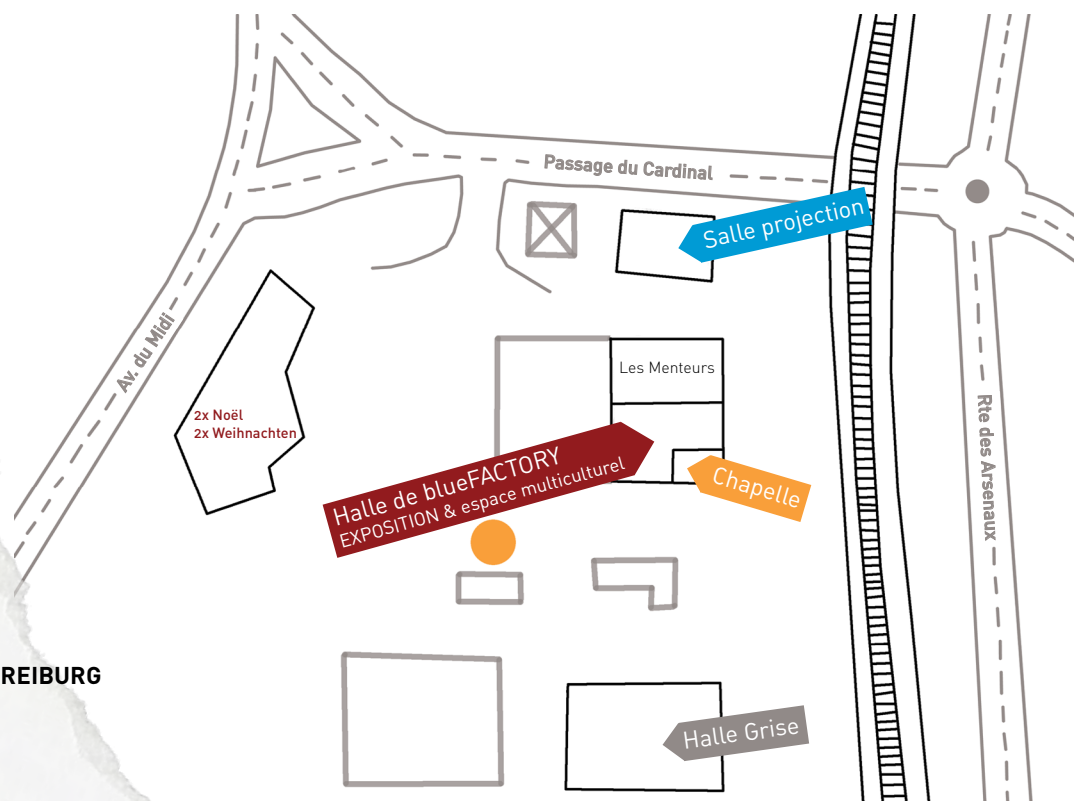 Passage du Cardinal
Salle projection
Av. du Midi
Les Menteurs
2x Noël
2x Weihnachten
Halle de blueFACTORY
EXPOSITION & espace multiculturel
Chapelle
Rte des Arsenaux
REIBURG
Halle Grise